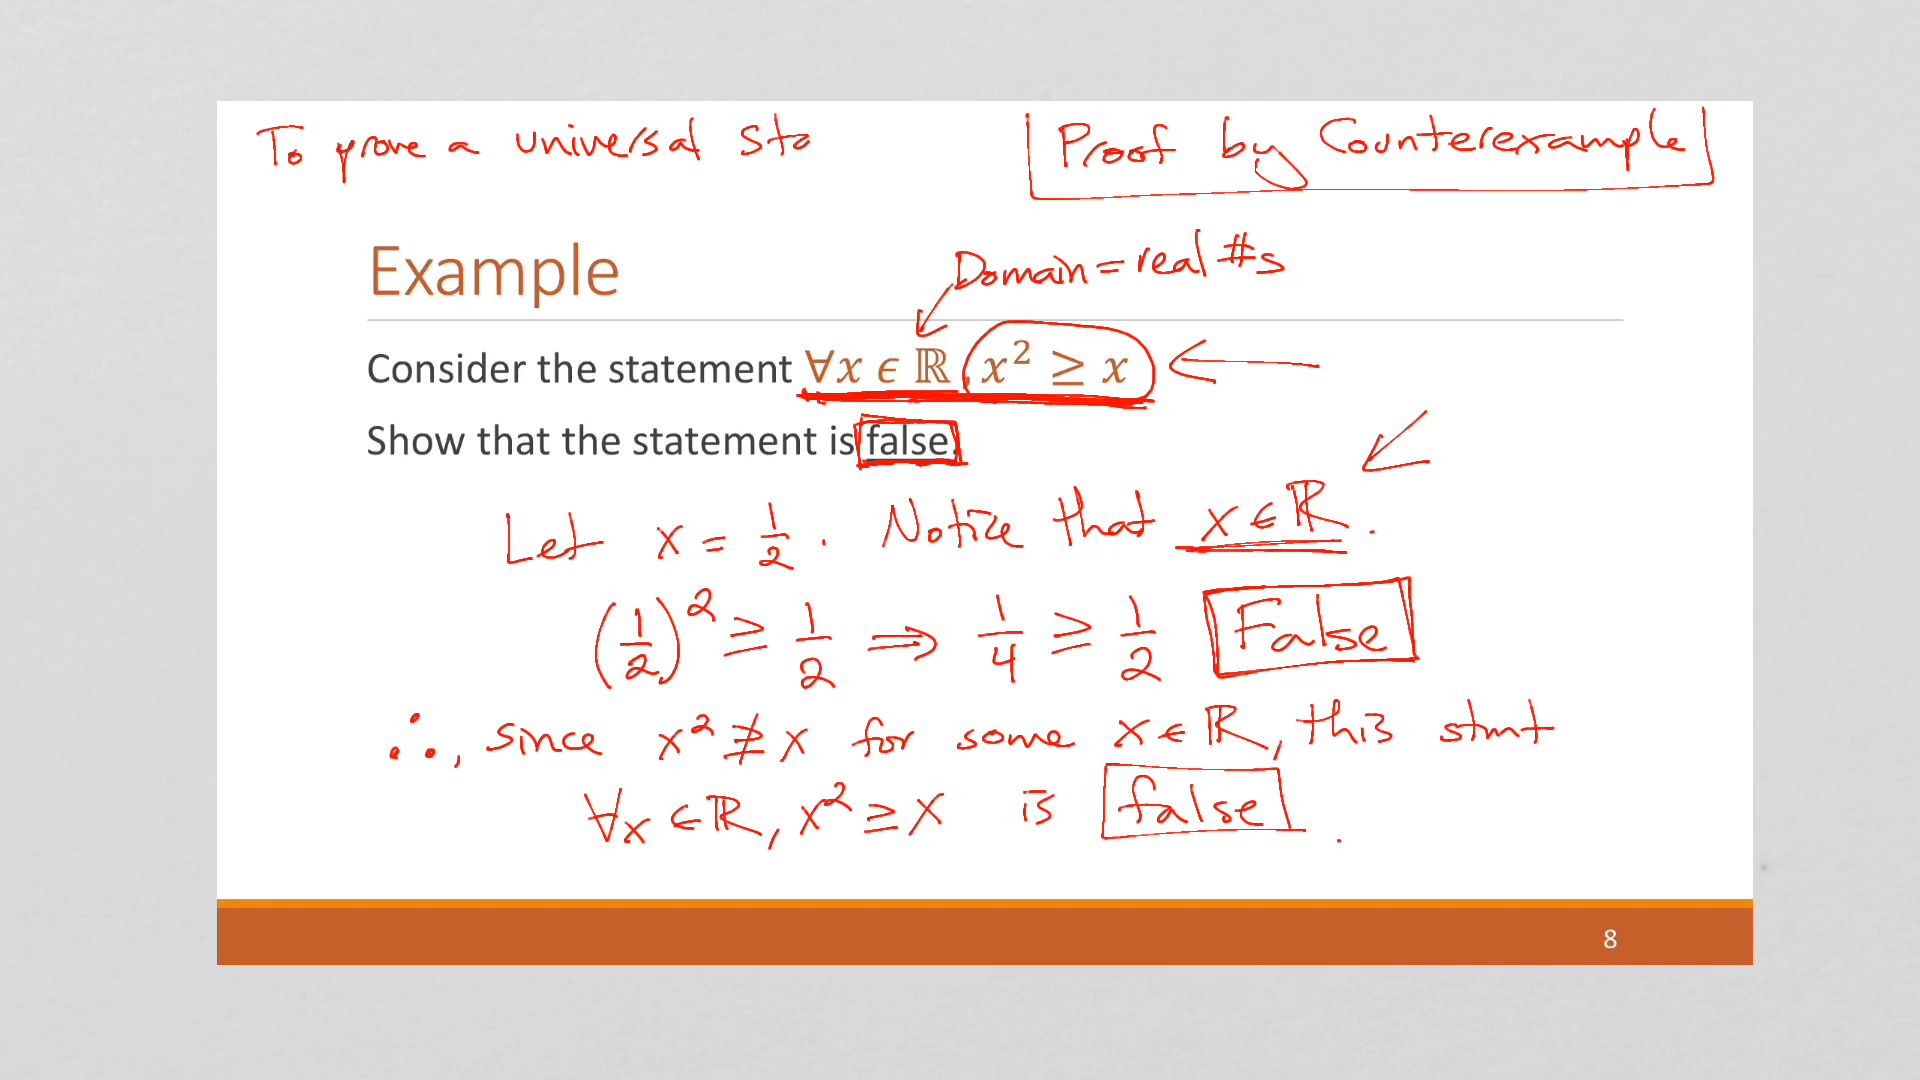 To prove a universal sta
Proof by Counterexample
Example
Domain = real #s
Consider the statement ∀x ϵ ℝ, x² ≥ x
Show that the statement is false.
Let x = 1/2 . Notice that x ∈ ℝ.
(1/2)² ≥ 1/2 ⇒ 1/4 ≥ 1/2 False
∴, since x² ≱ x for some x ∈ ℝ, this stmt
∀x ∈ ℝ, x² ≥ x is false.
8